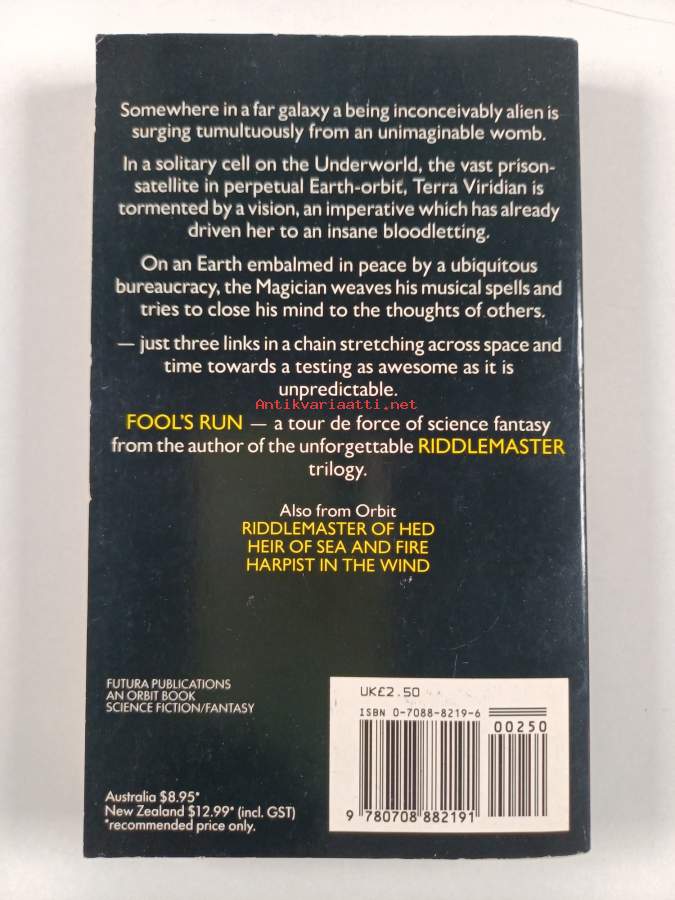 Somewhere in a far galaxy a being inconceivably alien is
surging tumultuously from an unimaginable womb.
In a solitary cell on the Underworld, the vast prison-
satellite in perpetual Earth-orbit, Terra Viridian is
tormented by a vision, an imperative which has already
driven her to an insane bloodletting.
On an Earth embalmed in peace by a ubiquitous
bureaucracy, the Magician weaves his musical spells and
tries to close his mind to the thoughts of others.
— just three links in a chain stretching across space and
time towards a testing as awesome as it is
unpredictable.
Antikvariaatti.net
FOOL'S RUN — a tour de force of science fantasy
from the author of the unforgettable RIDDLEMASTER
trilogy.
Also from Orbit
RIDDLEMASTER OF HED
HEIR OF SEA AND FIRE
HARPIST IN THE WIND
FUTURA PUBLICATIONS
AN ORBIT BOOK
SCIENCE FICTION/FANTASY
Australia $8.95*
New Zealand $12.99* (incl. GST)
*recommended price only.
UK£2.50
ISBN 0-7088-8219-6
00250
9 780708 882191